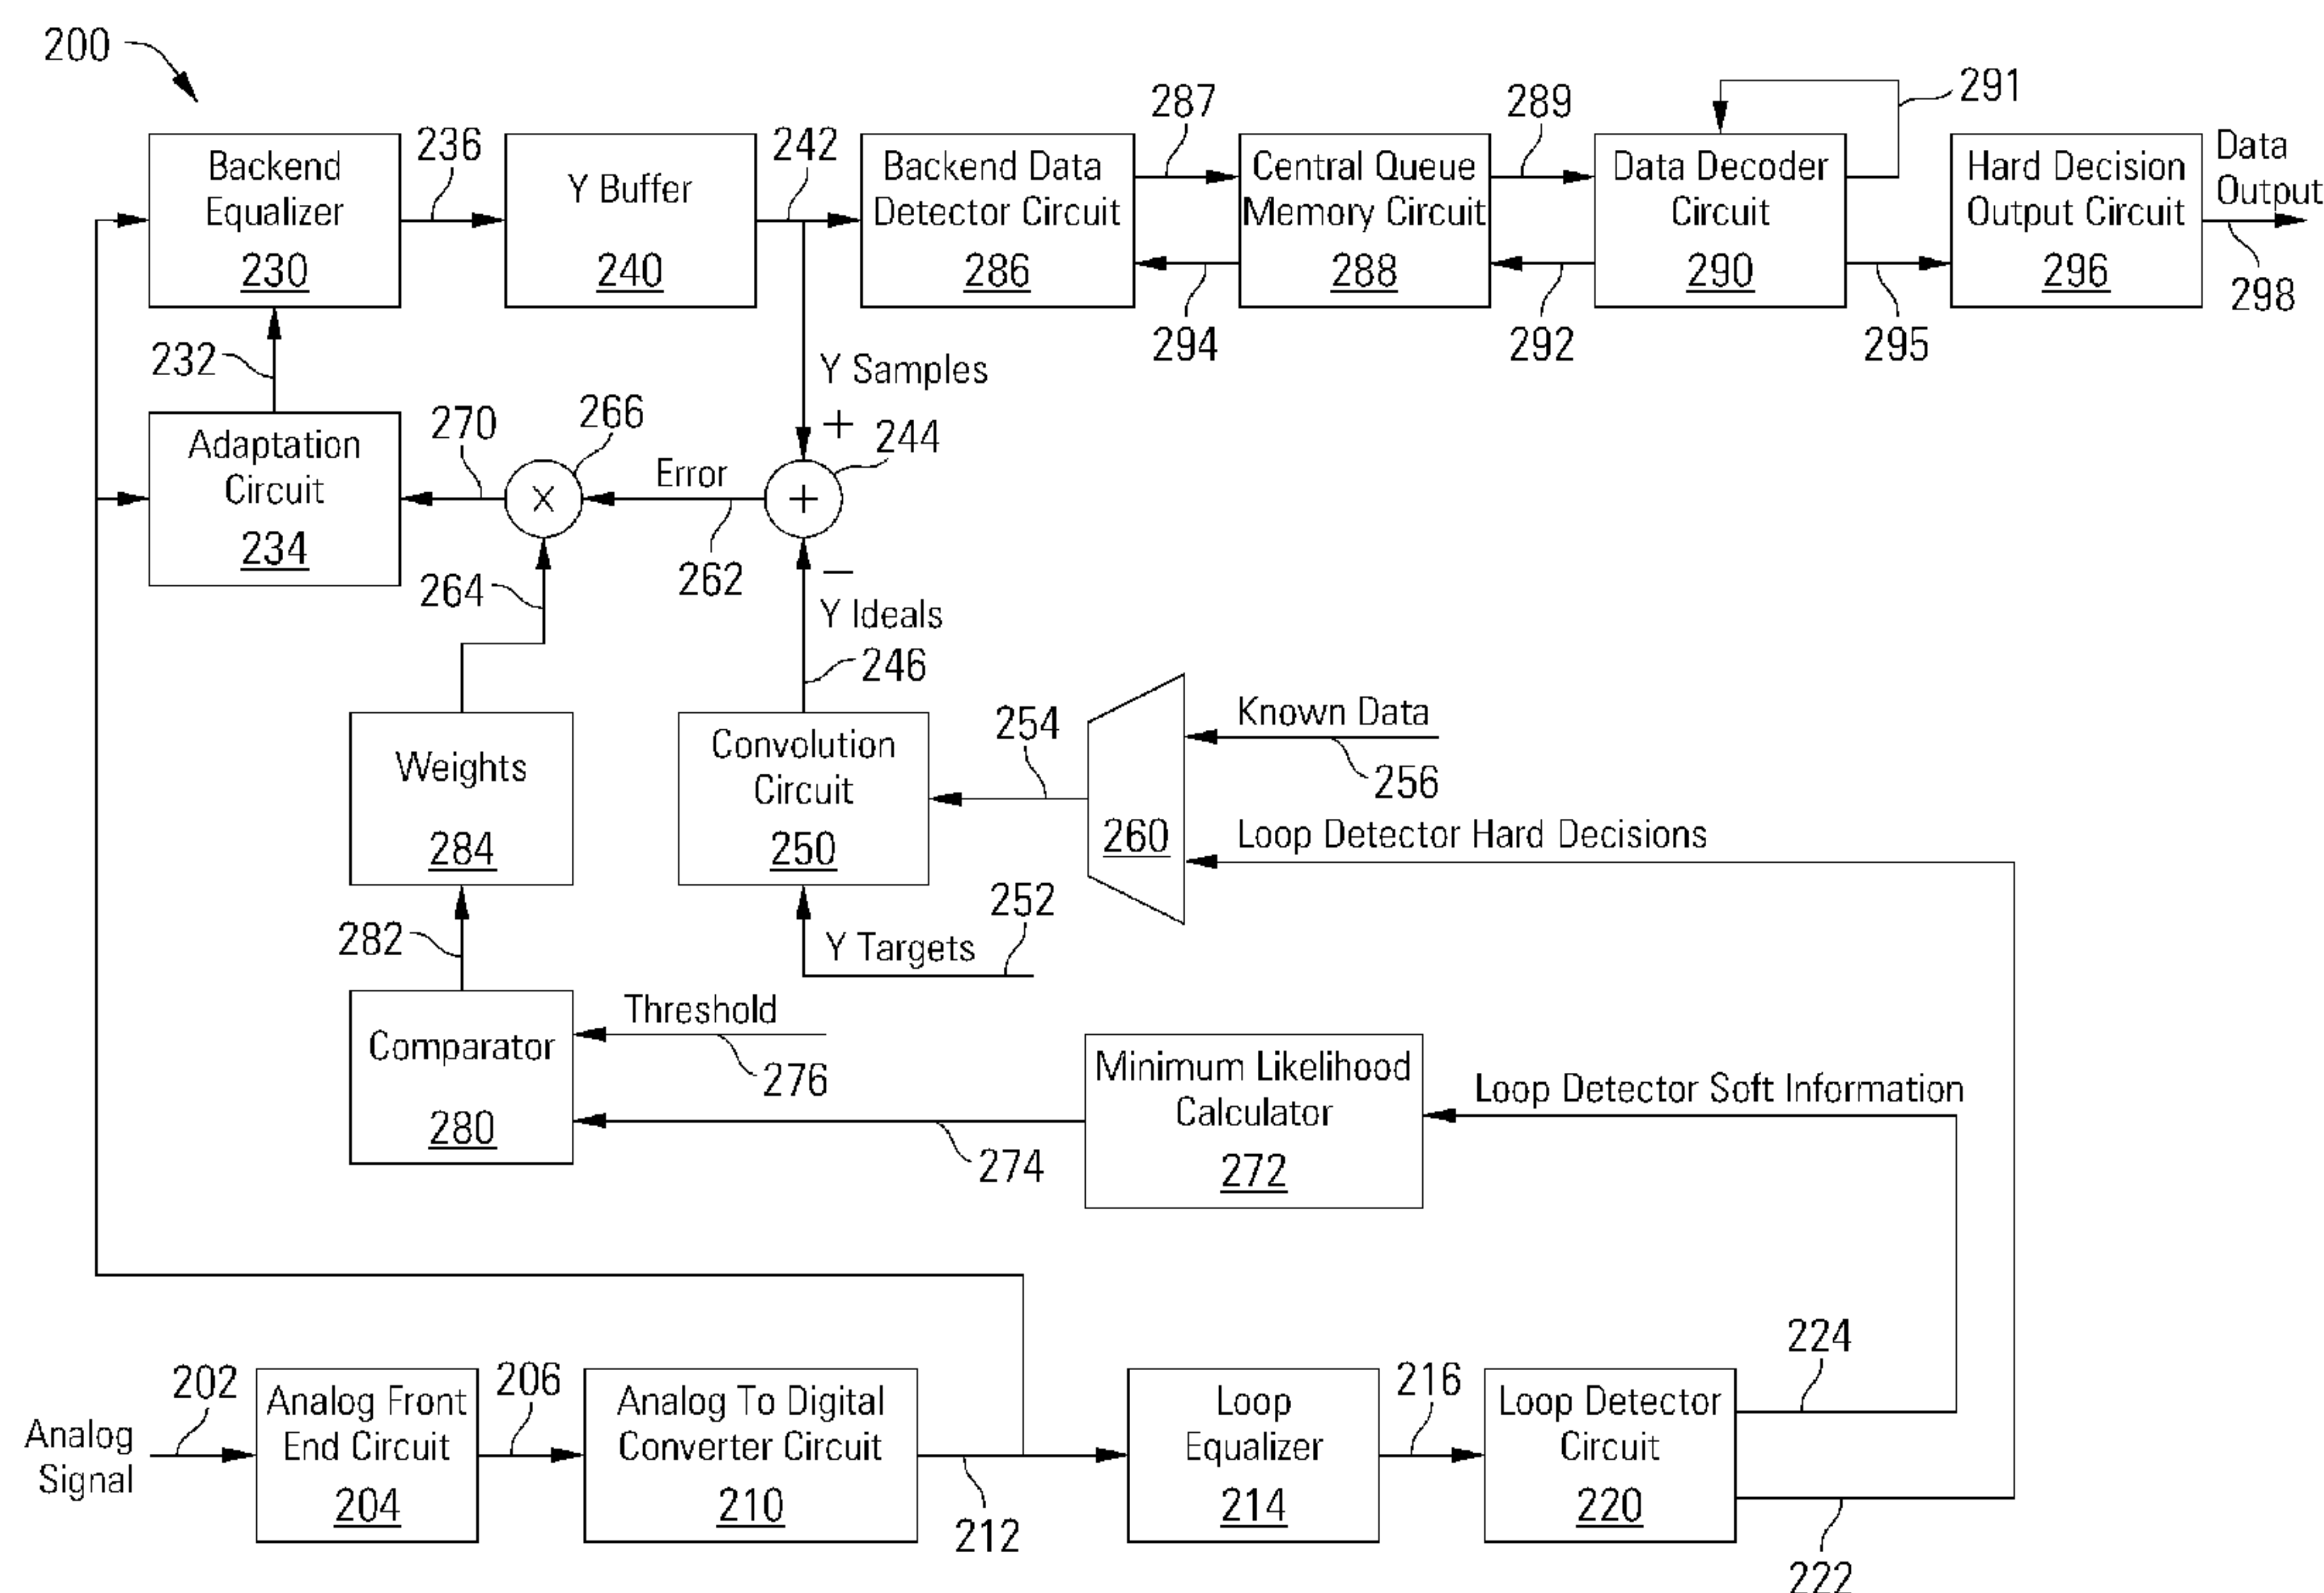 200
Backend
Equalizer
230
236
Y Buffer
240
242
Backend Data
Detector Circuit
286
287
294
Central Queue
Memory Circuit
288
289
292
Data Decoder
Circuit
290
291
295
Hard Decision
Output Circuit
296
Data
Output
298
232
Adaptation
Circuit
234
270
266
Error
262
Y Samples
+
244
+
X
264
−
Y Ideals
246
Weights
284
Convolution
Circuit
250
254
260
Known Data
256
Loop Detector Hard Decisions
252
Y Targets
282
Comparator
280
Threshold
276
274
Minimum Likelihood
Calculator
272
Loop Detector Soft Information
Analog
Signal
202
Analog Front
End Circuit
204
206
Analog To Digital
Converter Circuit
210
212
Loop
Equalizer
214
216
Loop Detector
Circuit
220
224
222